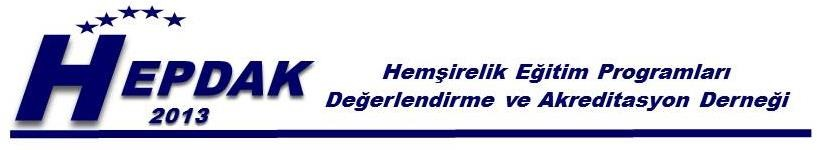 HEPDAK
2013
Hemşirelik Eğitim Programları
Değerlendirme ve Akreditasyon Derneği